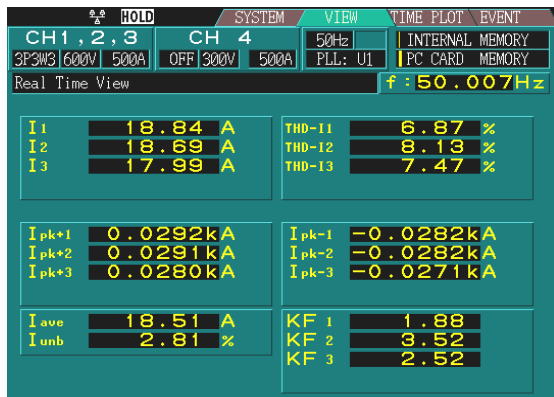 HOLD SYSTEM VIEW TIME PLOT EVENT
CH1,2,3 CH 4 50Hz INTERNAL MEMORY
3P3W3 600V 500A OFF 300V 500A PLL: U1 PC CARD MEMORY
Real Time View f:50.007Hz
I1 18.84 A THD-I1 6.87 %
I2 18.69 A THD-I2 8.13 %
I3 17.99 A THD-I3 7.47 %
Ipk+1 0.0292kA Ipk-1 -0.0282kA
Ipk+2 0.0291kA Ipk-2 -0.0282kA
Ipk+3 0.0280kA Ipk-3 -0.0271kA
Iave 18.51 A KF 1 1.88
Iunb 2.81 % KF 2 3.52
KF 3 2.52